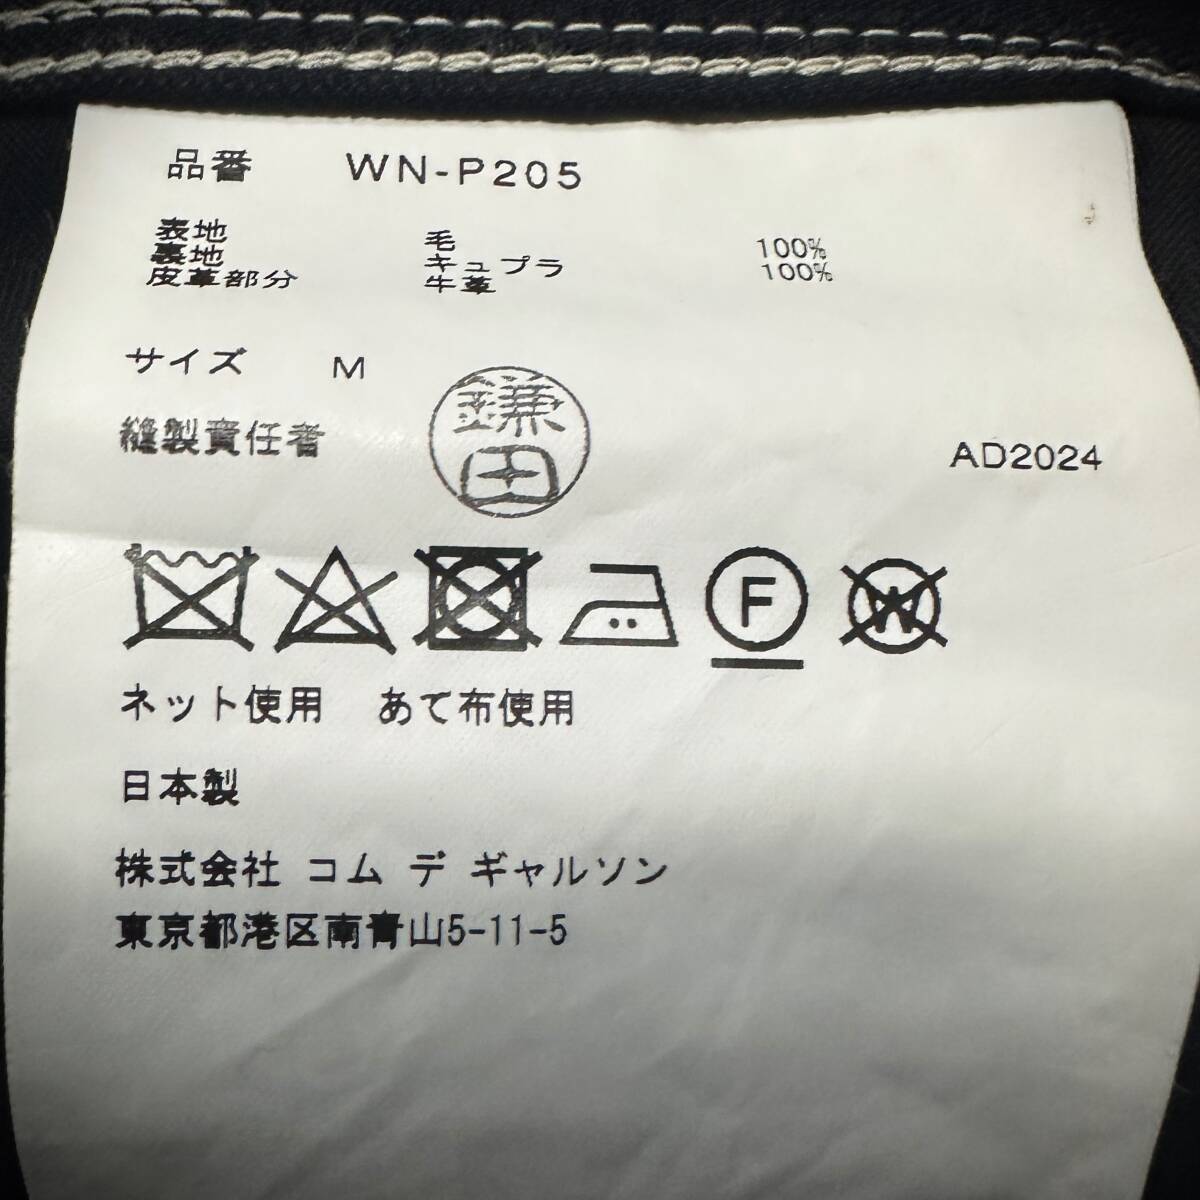 品番 WN-P205
表地 毛 100%
裏地 キュプラ 100%
皮革部分 牛革
サイズ M
縫製責任者 鎌田
AD2024
F W
ネット使用 あて布使用
日本製
株式会社 コム デ ギャルソン
東京都港区南青山5-11-5